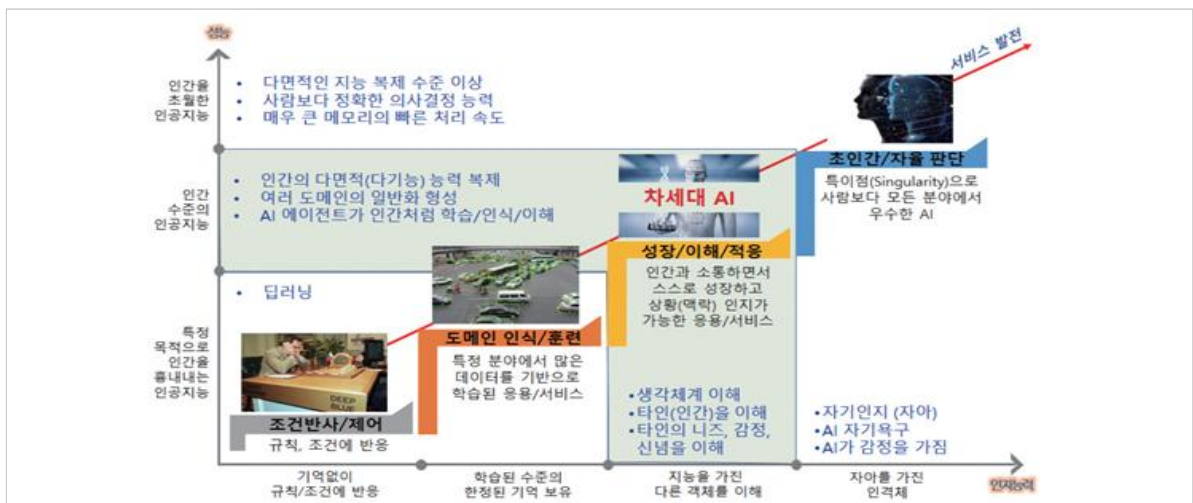 성능
서비스 발전
인간을
초월한
인공지능
• 다면적인 지능 복제 수준 이상
• 사람보다 정확한 의사결정 능력
• 매우 큰 메모리의 빠른 처리 속도
초인간/자율 판단
특이점(Singularity)으로
사람보다 모든 분야에서
우수한 AI
인간
수준의
인공지능
• 인간의 다면적(다기능) 능력 복제
• 여러 도메인의 일반화 형성
• AI 에이전트가 인간처럼 학습/인식/이해
차세대 AI
성장/이해/적응
인간과 소통하면서
스스로 성장하고
상황(맥락) 인지가
가능한 응용/서비스
• 딥러닝
특정
목적으로
인간을
흉내내는
인공지능
도메인 인식/훈련
특정 분야에서 많은
데이터를 기반으로
학습된 응용/서비스
DEEP
BLUE
조건반사/제어
규칙, 조건에 반응
•생각체계 이해
•타인(인간)을 이해
•타인의 니즈, 감정,
신념을 이해
•자기인지 (자아)
•AI 자기욕구
•AI가 감정을 가짐
기억없이
규칙/조건에 반응
학습된 수준의
한정된 기억 보유
지능을 가진
다른 객체를 이해
자아를 가진
인격체
인지능력